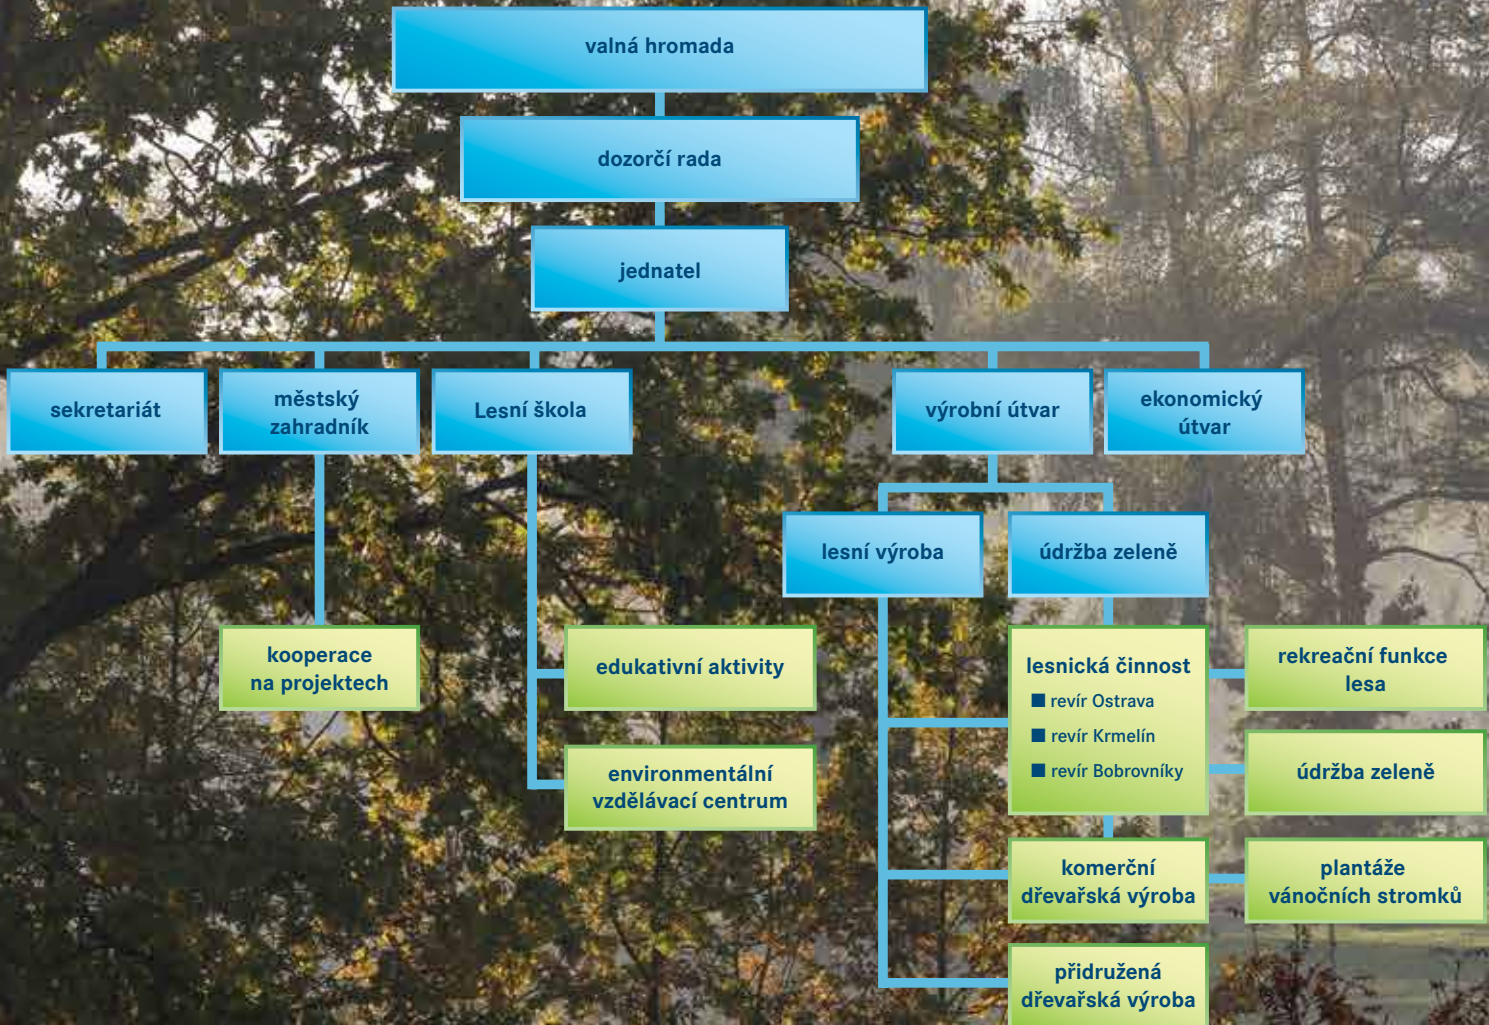 valná hromada
dozorčí rada
jednatel
sekretariát
městský
zahradník
Lesní škola
výrobní útvar
ekonomický
útvar
lesní výroba
údržba zeleně
kooperace
na projektech
edukativní aktivity
environmentální
vzdělávací centrum
lesnická činnost
■ revír Ostrava
■ revír Krmelín
■ revír Bobrovníky
rekreační funkce
lesa
údržba zeleně
komerční
dřevařská výroba
plantáže
vánočních stromků
přidružená
dřevařská výroba